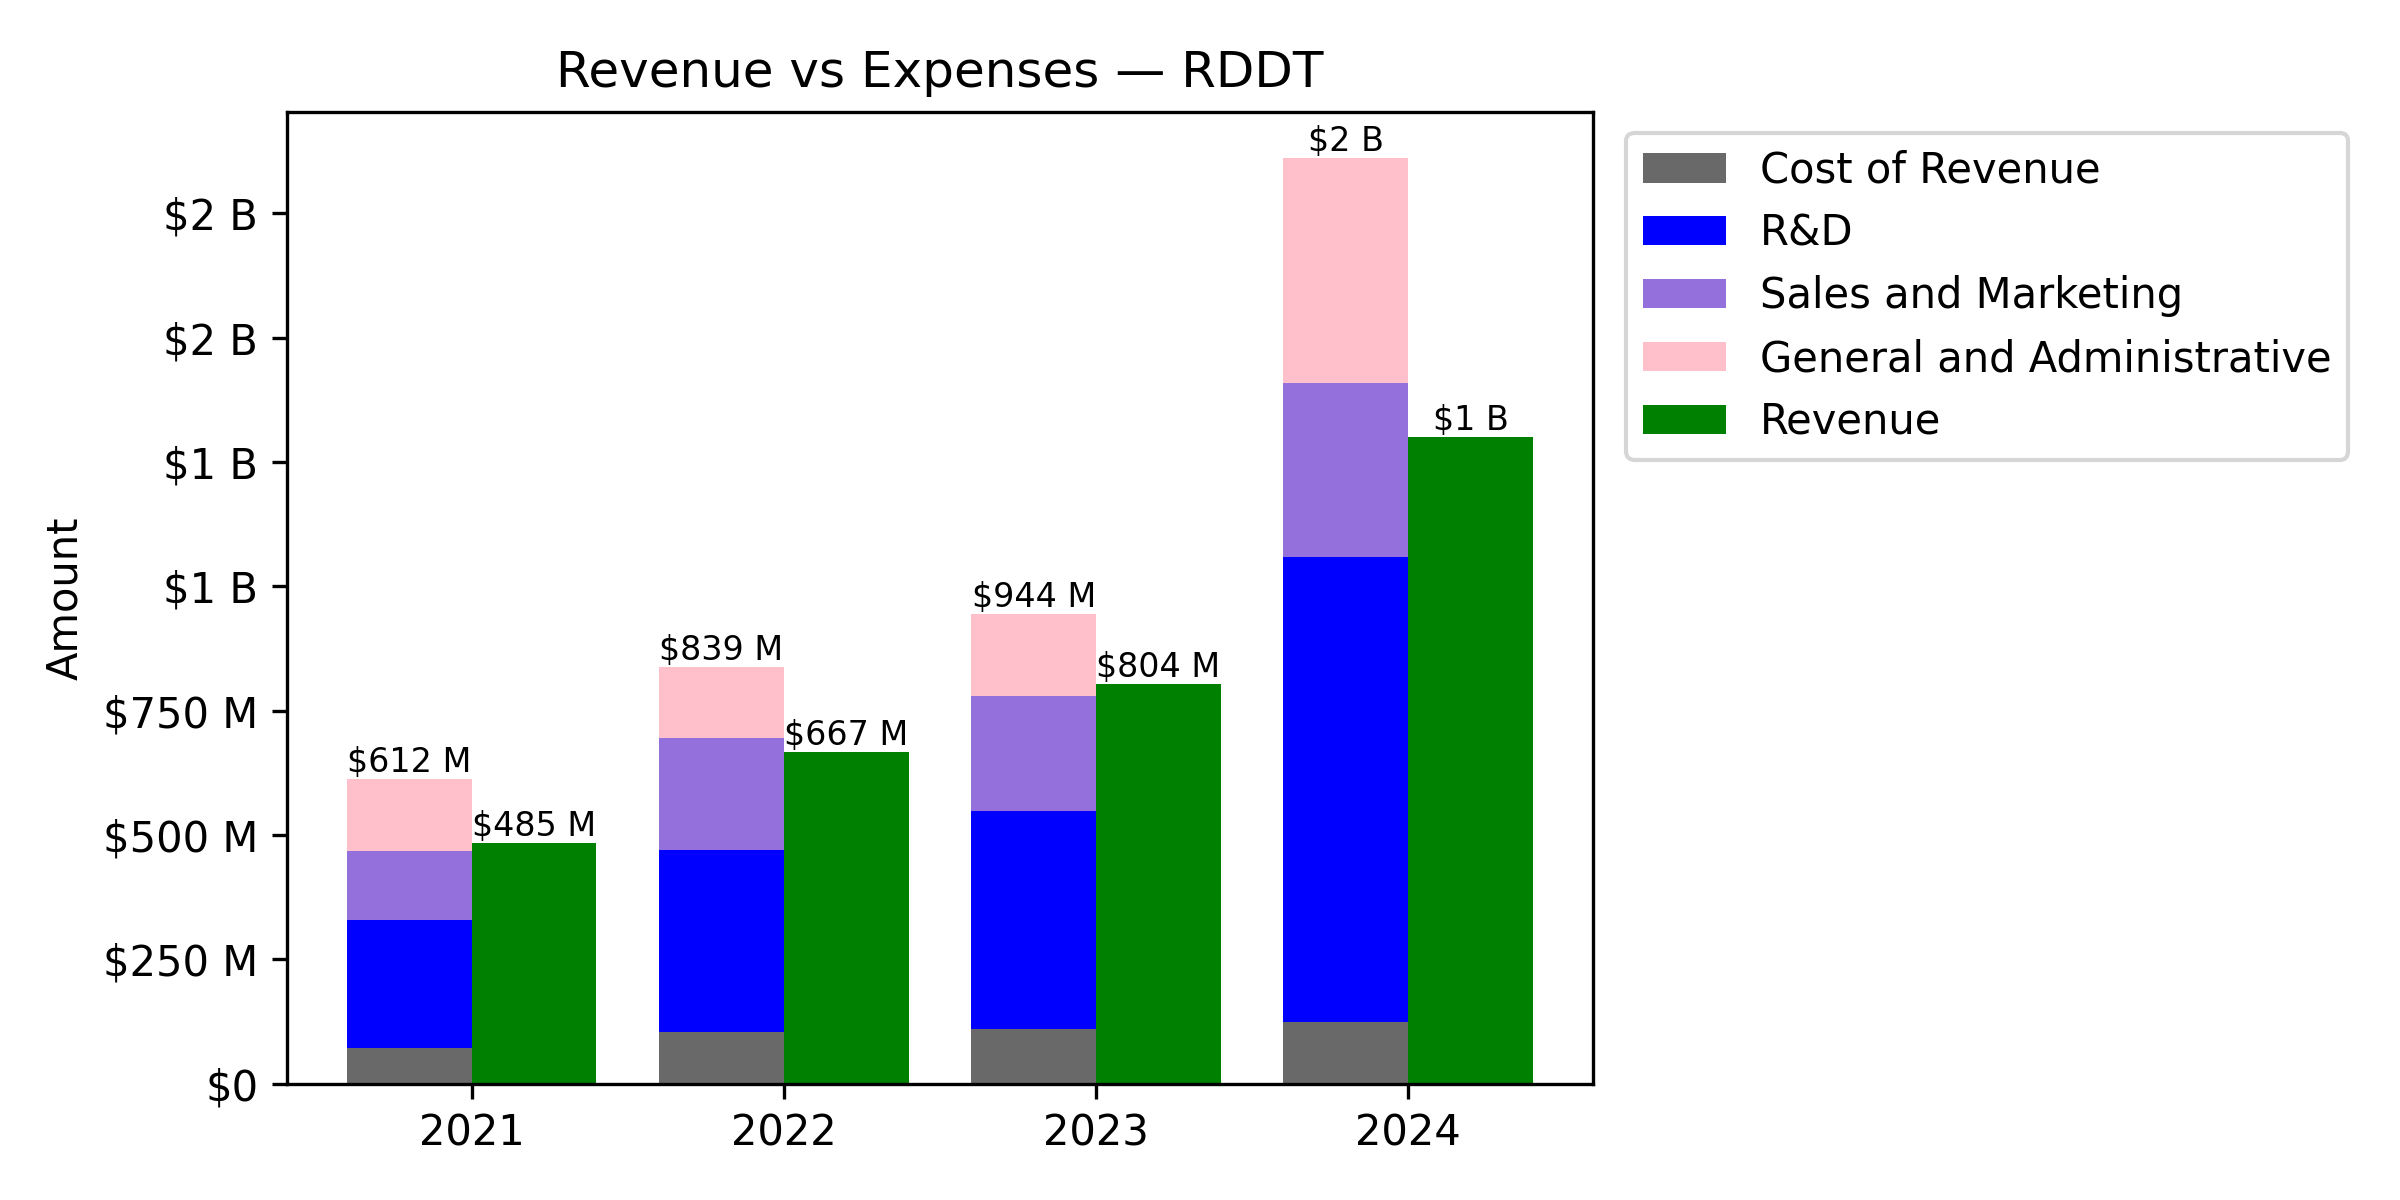 Revenue vs Expenses — RDDT
Amount
$2 B
$2 B
$1 B
$1 B
$750 M
$500 M
$250 M
$0
$612 M
$485 M
$839 M
$667 M
$944 M
$804 M
$2 B
$1 B
2021
2022
2023
2024
Cost of Revenue
R&D
Sales and Marketing
General and Administrative
Revenue